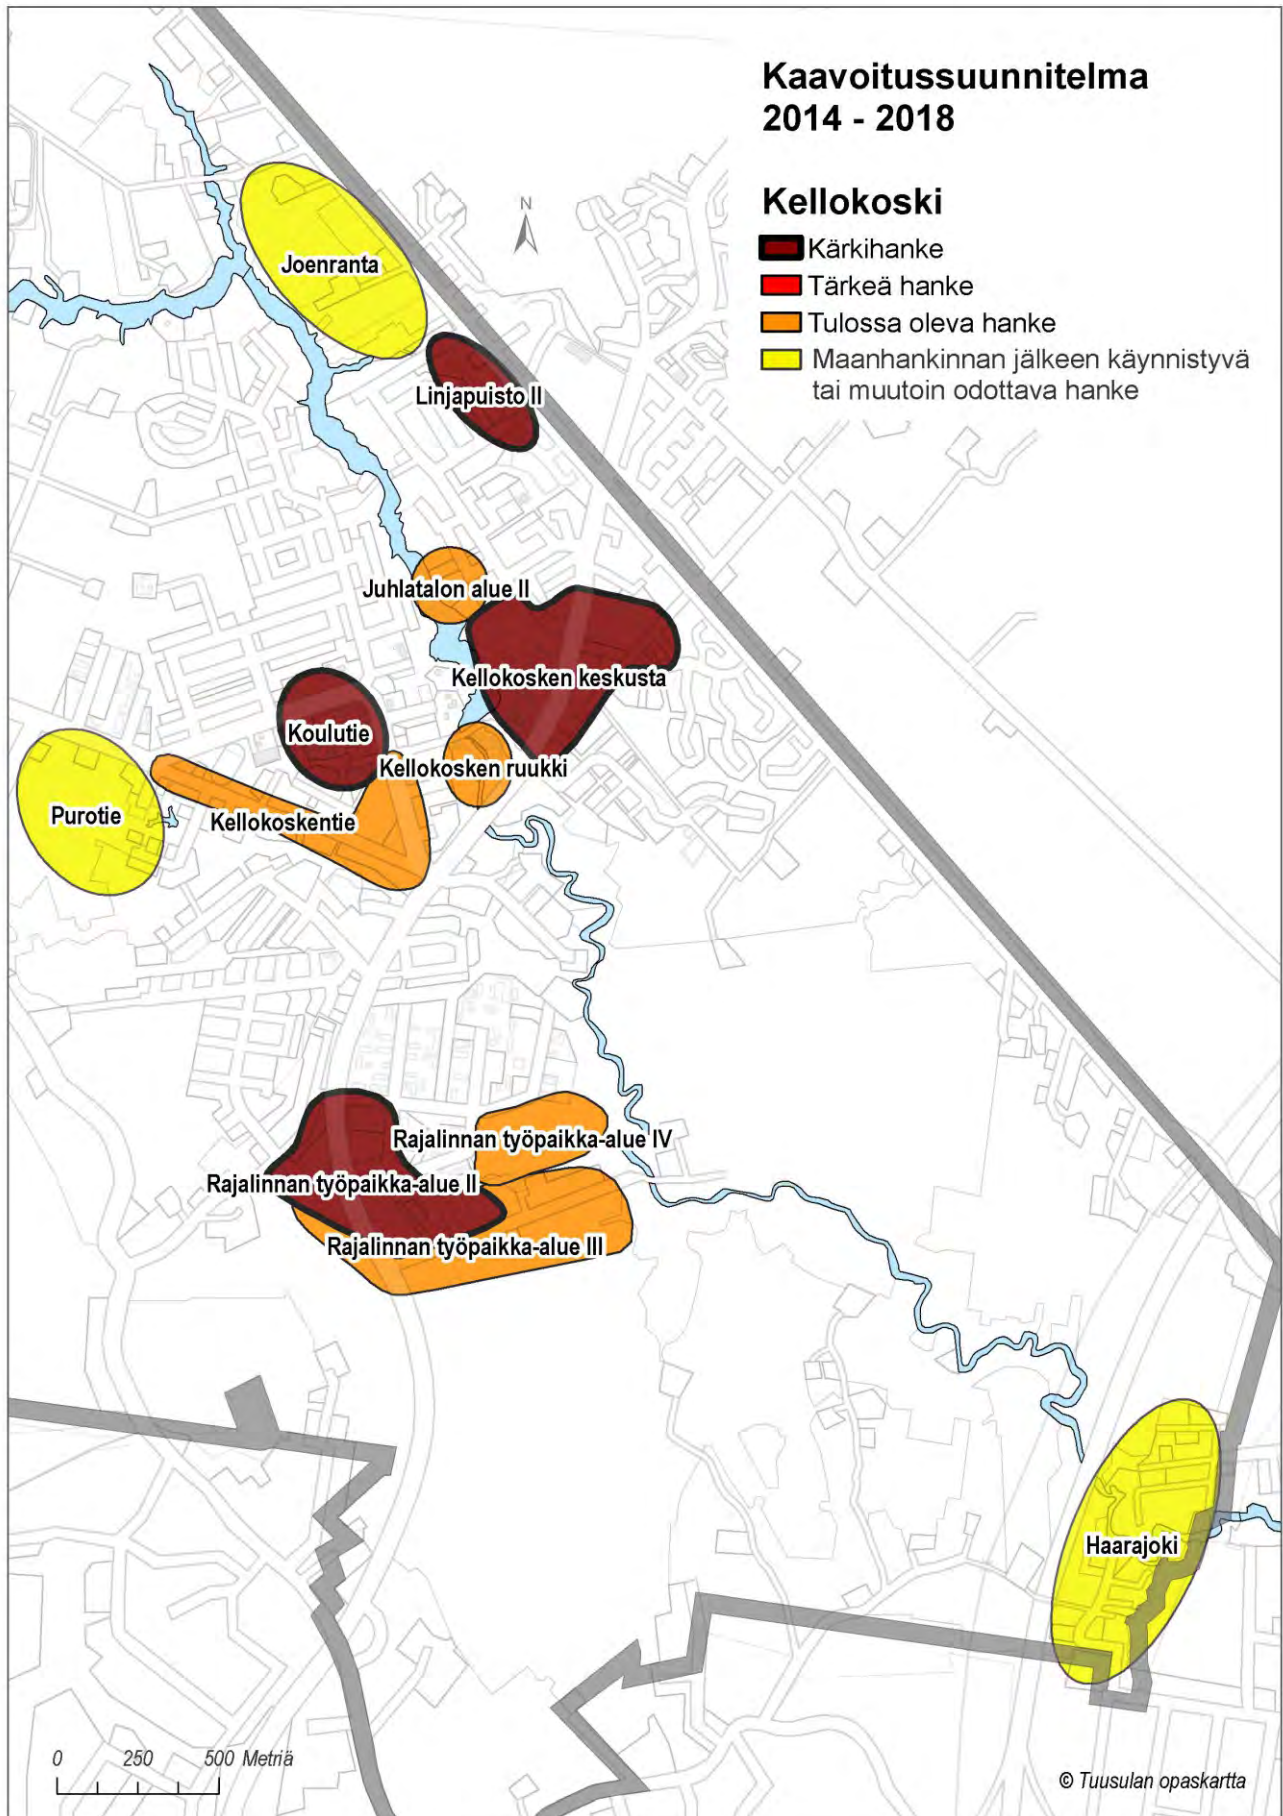 Kaavoitussuunnitelma
2014 - 2018
Kellokoski
Kärkihanke
Tärkeä hanke
Tulossa oleva hanke
Maanhankinnan jälkeen käynnistyvä
tai muutoin odottava hanke
N
Joenranta
Linjapuisto II
Juhlatalon alue II
Kellokosken keskusta
Koulutie
Kellokosken ruukki
Purotie
Kellokoskentie
Rajalinnan työpaikka-alue IV
Rajalinnan työpaikka-alue II
Rajalinnan työpaikka-alue III
Haarajoki
0 250 500 Metriä
© Tuusulan opaskartta